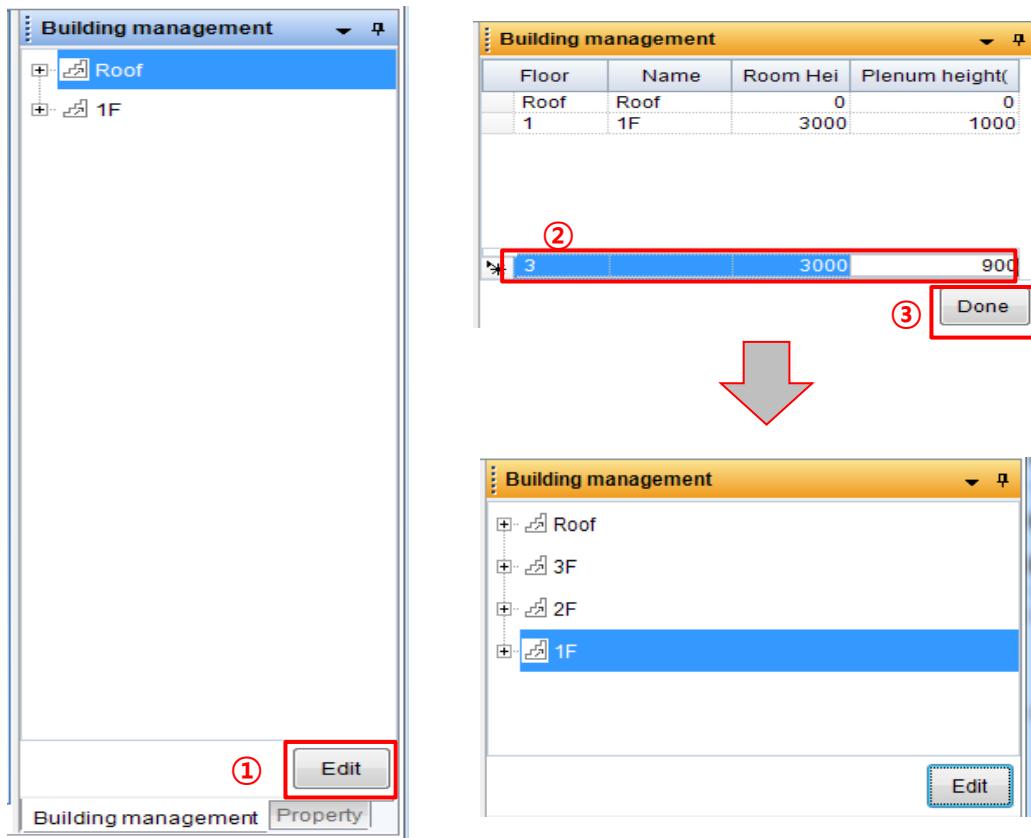 Building management
Roof
1F
① Edit
Building management Property
Building management
Floor Name Room Hei Plenum height(
Roof Roof 0 0
1 1F 3000 1000
②
3 3000 900
③ Done
Building management
Roof
3F
2F
1F
Edit